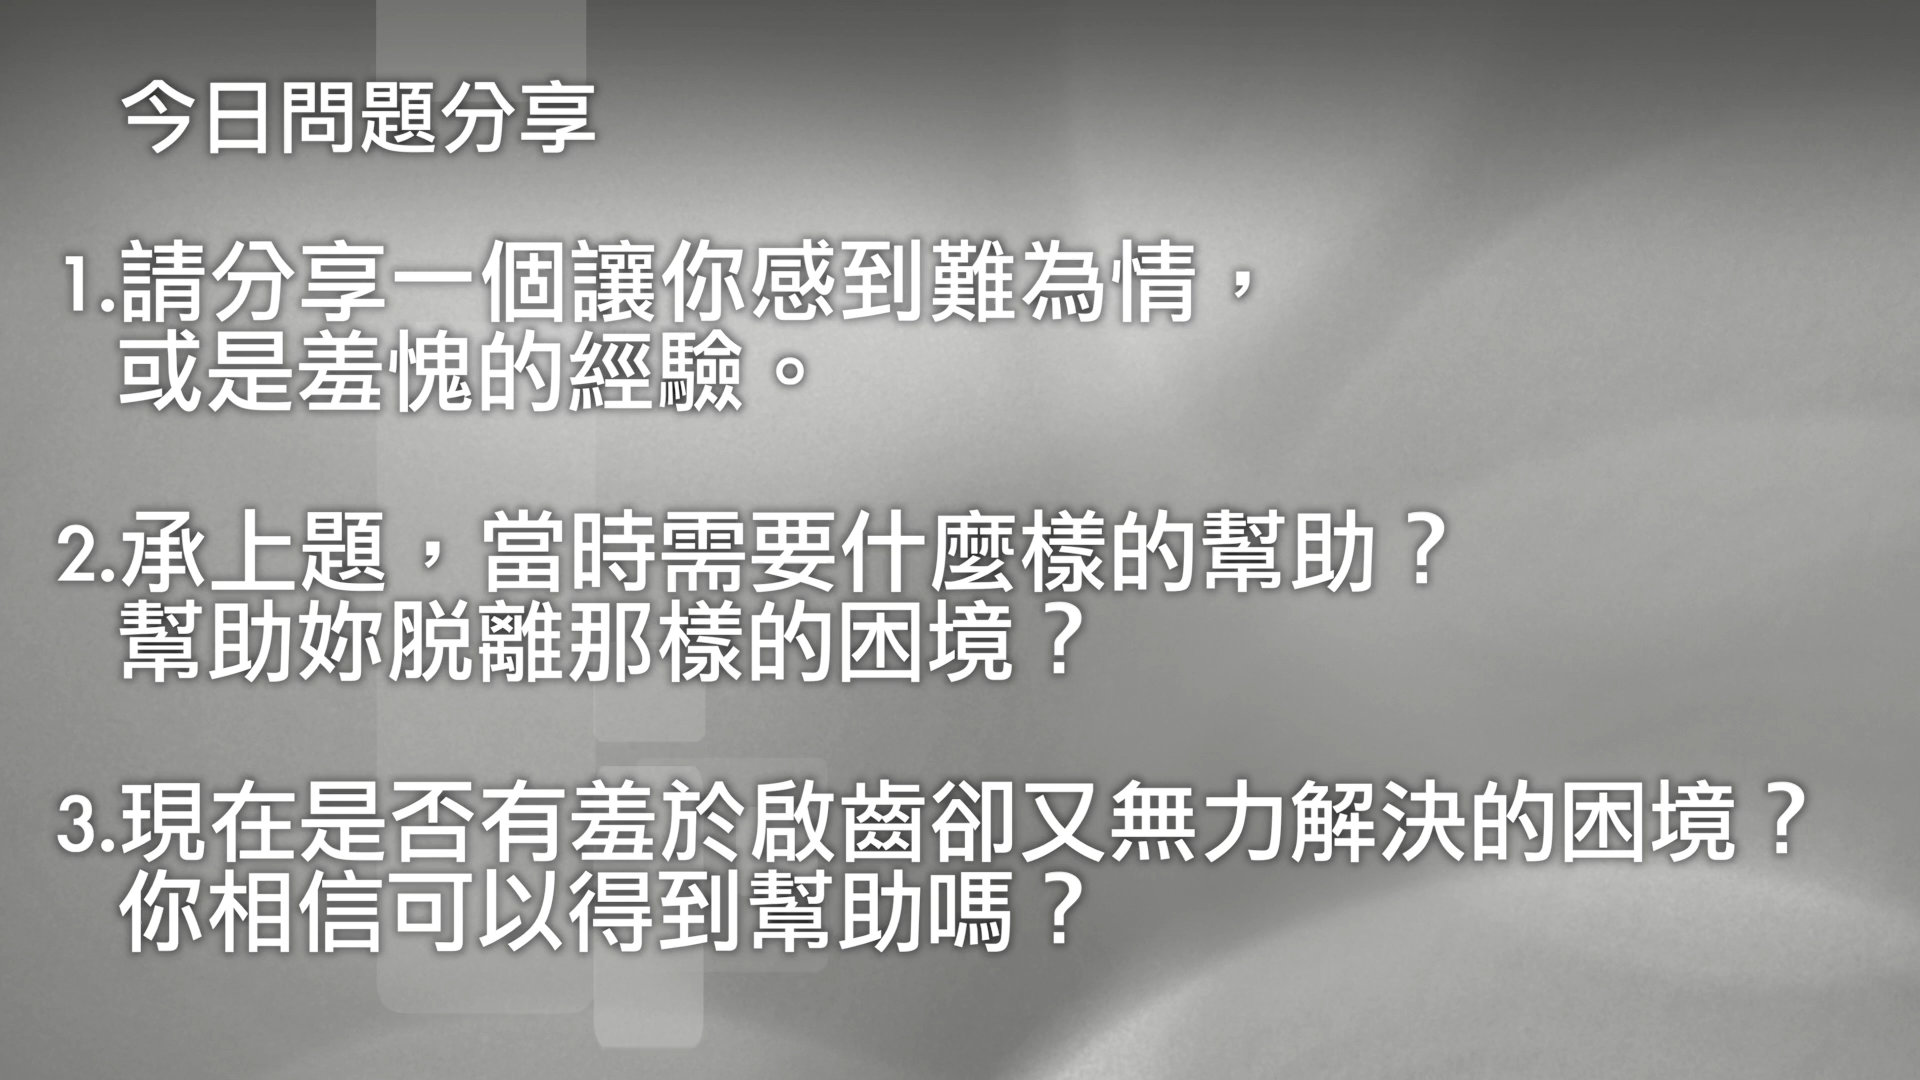 今日問題分享
1.請分享一個讓你感到難為情，
或是羞愧的經驗。
2.承上題，當時需要什麼樣的幫助？
幫助妳脱離那樣的困境？
3.現在是否有羞於啟齒卻又無力解決的困境？
你相信可以得到幫助嗎？